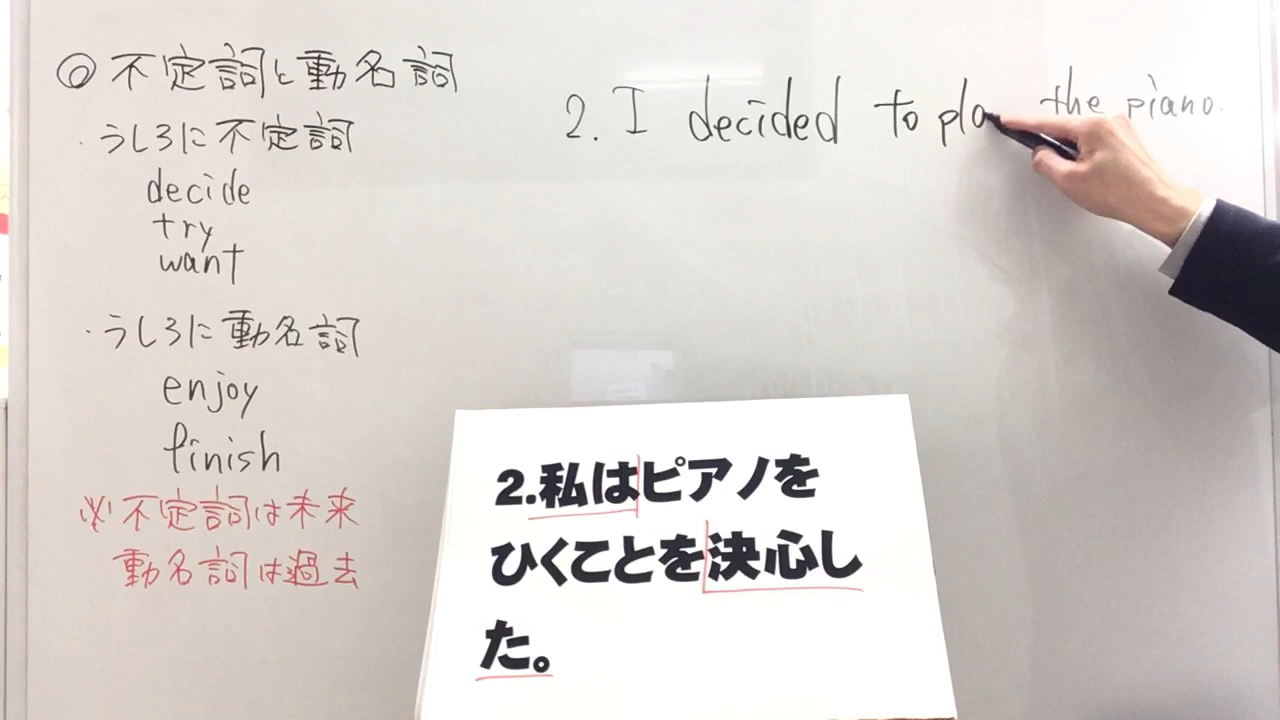 ◎不定詞と動名詞
・うしろに不定詞
decide
try
want
・うしろに動名詞
enjoy
finish
※不定詞は未来
動名詞は過去
2. I decided to pla the piano.
2.私はピアノを
ひくことを決心し
た。